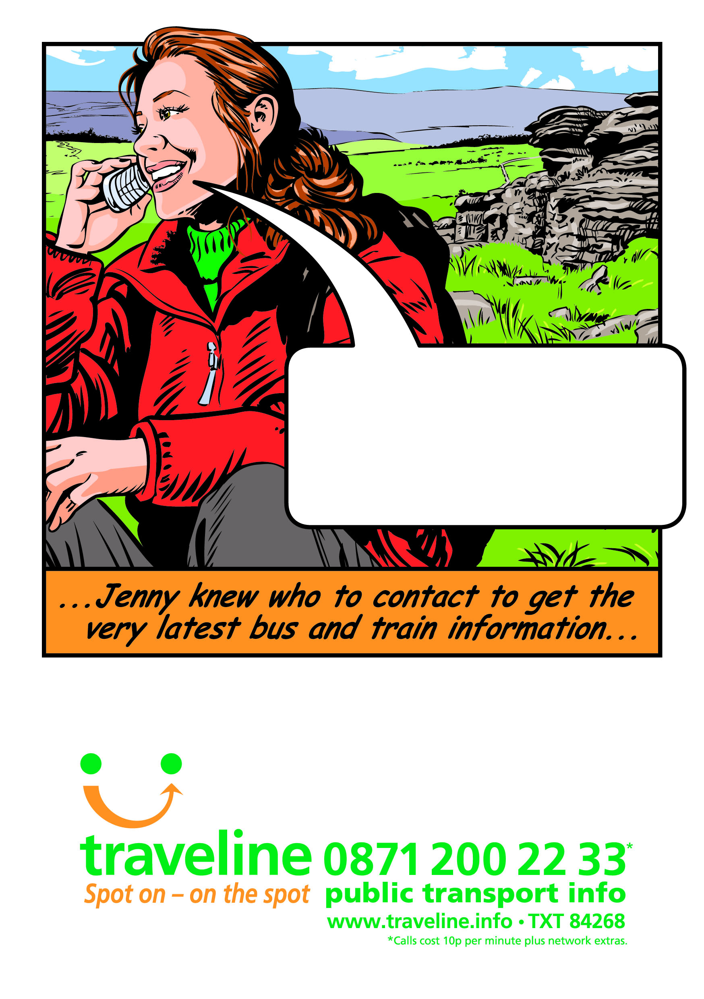 ...Jenny knew who to contact to get the
very latest bus and train information...
traveline 0871 200 22 33*
Spot on – on the spot public transport info
www.traveline.info • TXT 84268
*Calls cost 10p per minute plus network extras.